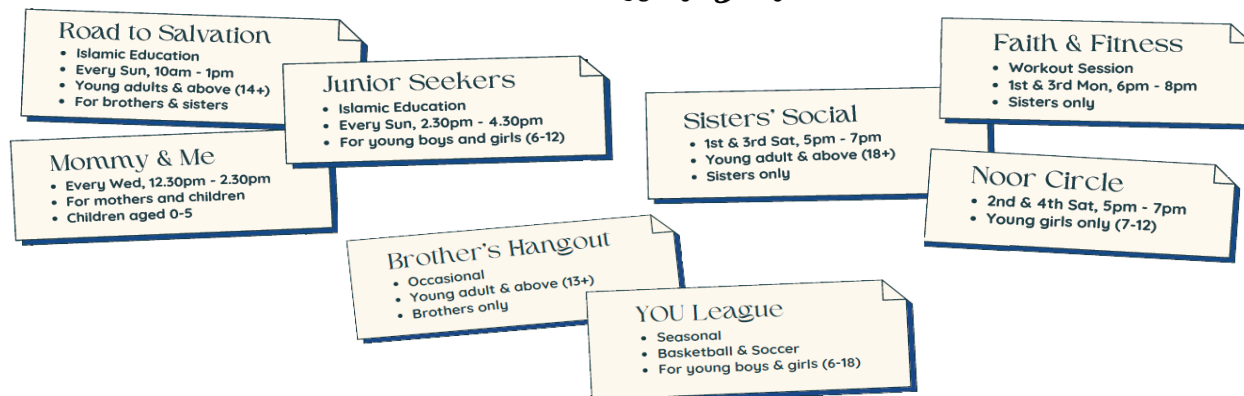 Road to Salvation
• Islamic Education
• Every Sun, 10am - 1pm
• Young adults & above (14+)
• For brothers & sisters
Junior Seekers
• Islamic Education
• Every Sun, 2.30pm - 4.30pm
• For young boys and girls (6-12)
Mommy & Me
• Every Wed, 12.30pm - 2.30pm
• For mothers and children
• Children aged 0-5
Sisters' Social
• 1st & 3rd Sat, 5pm - 7pm
• Young adult & above (18+)
• Sisters only
Faith & Fitness
• Workout Session
• 1st & 3rd Mon, 6pm - 8pm
• Sisters only
Noor Circle
• 2nd & 4th Sat, 5pm - 7pm
• Young girls only (7-12)
Brother's Hangout
• Occasional
• Young adult & above (13+)
• Brothers only
YOU League
• Seasonal
• Basketball & Soccer
• For young boys & girls (6-18)